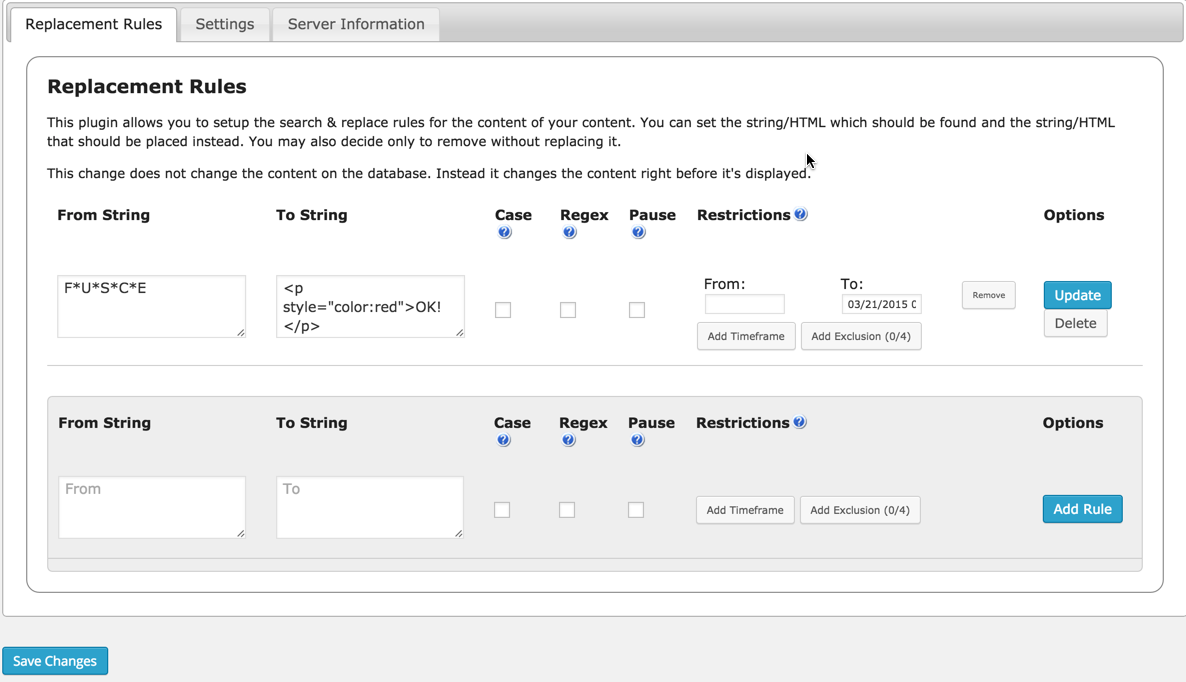 Replacement Rules
Settings
Server Information
Replacement Rules
This plugin allows you to setup the search & replace rules for the content of your content. You can set the string/HTML which should be found and the string/HTML
that should be placed instead. You may also decide only to remove without replacing it.
This change does not change the content on the database. Instead it changes the content right before it's displayed.
From String To String Case Regex Pause Restrictions ? Options
? ? ?
F*U*S*C*E
<p
style="color:red">OK!
</p>
From: To:
03/21/2015 0
Remove
Update
Add Timeframe
Add Exclusion (0/4)
Delete
From String To String Case Regex Pause Restrictions ? Options
? ? ?
From
To
Add Timeframe
Add Exclusion (0/4)
Add Rule
Save Changes